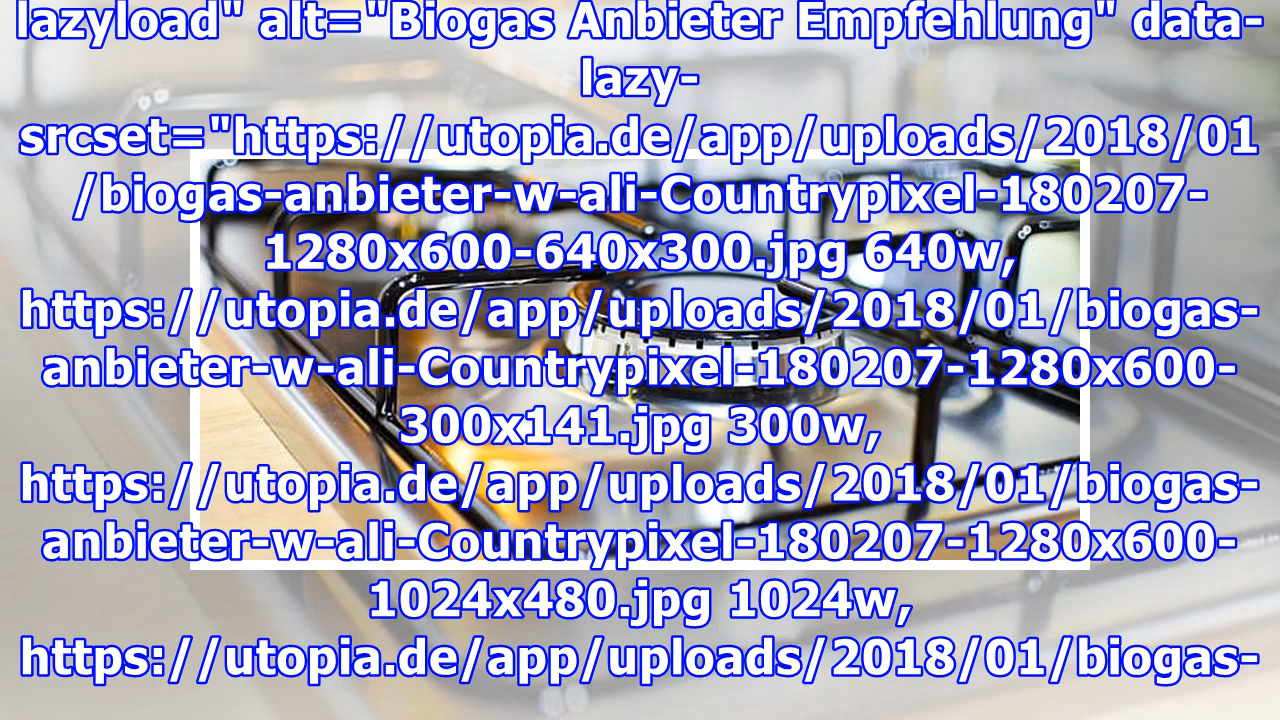 lazyload" alt="Biogas Anbieter Empfehlung" data-
lazy-
srcset="https://utopia.de/app/uploads/2018/01
/biogas-anbieter-w-ali-Countrypixel-180207-
1280x600-640x300.jpg 640w,
https://utopia.de/app/uploads/2018/01/biogas-
anbieter-w-ali-Countrypixel-180207-1280x600-
300x141.jpg 300w,
https://utopia.de/app/uploads/2018/01/biogas-
anbieter-w-ali-Countrypixel-180207-1280x600-
1024x480.jpg 1024w,
https://utopia.de/app/uploads/2018/01/biogas-